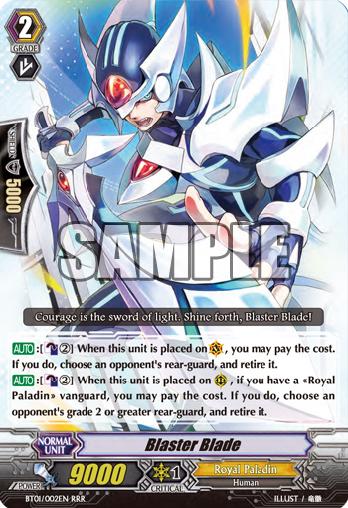 2
GRADE
SHIELD
5000
SAMPLE
Courage is the sword of light. Shine forth, Blaster Blade!
AUTO:[②] When this unit is placed on , you may pay the cost.
If you do, choose an opponent's rear-guard, and retire it.
AUTO:[②] When this unit is placed on , if you have a «Royal
Paladin» vanguard, you may pay the cost. If you do, choose an
opponent's grade 2 or greater rear-guard, and retire it.
NORMAL
UNIT
Blaster Blade
POWER
9000
1
CRITICAL
Royal Paladin
Human
BT01/002EN RRR
ILLUST / 竜徹